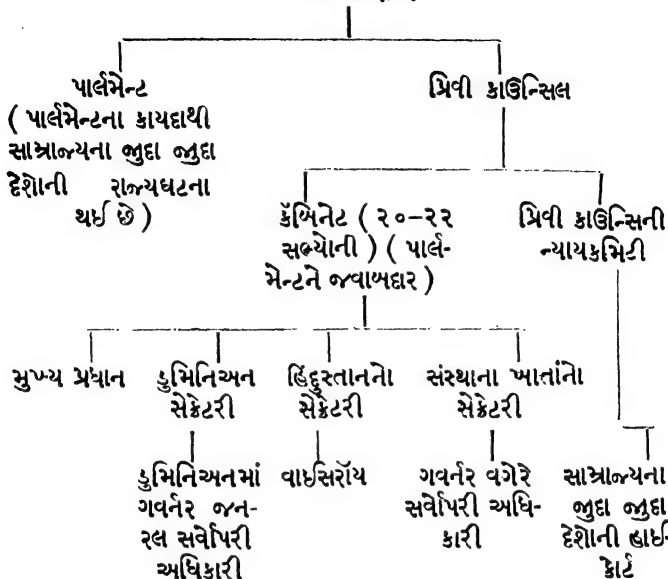 પાર્લમેન્ટ
( પાર્લમેન્ટના કાયદાથી
સામ્રાજ્યના જુદા જુદા
દેશોની રાજ્યઘટના
થઈ છે )
પ્રિવી કાઉન્સિલ
કૅબિનેટ ( ૨૦–૨૨
સભ્યોની ) ( પાર્લ-
મેન્ટને જવાબદાર )
પ્રિવી કાઉન્સિની
ન્યાયકમિટી
મુખ્ય પ્રધાન
ડુમિનિઅન
સેક્રેટરી
હિંદુસ્તાનનો
સેક્રેટરી
સંસ્થાના ખાતાંનો
સેક્રેટરી
ડુમિનિઅનમાં
ગવર્નર જન-
રલ સર્વોપરી
અધિકારી
વાઇસરૉય
ગવર્નર વગેરે
સર્વોપરી અધિ-
કારી
સામ્રાજ્યના
જુદા જુદા
દેશોની હાઈ-
કોર્ટ